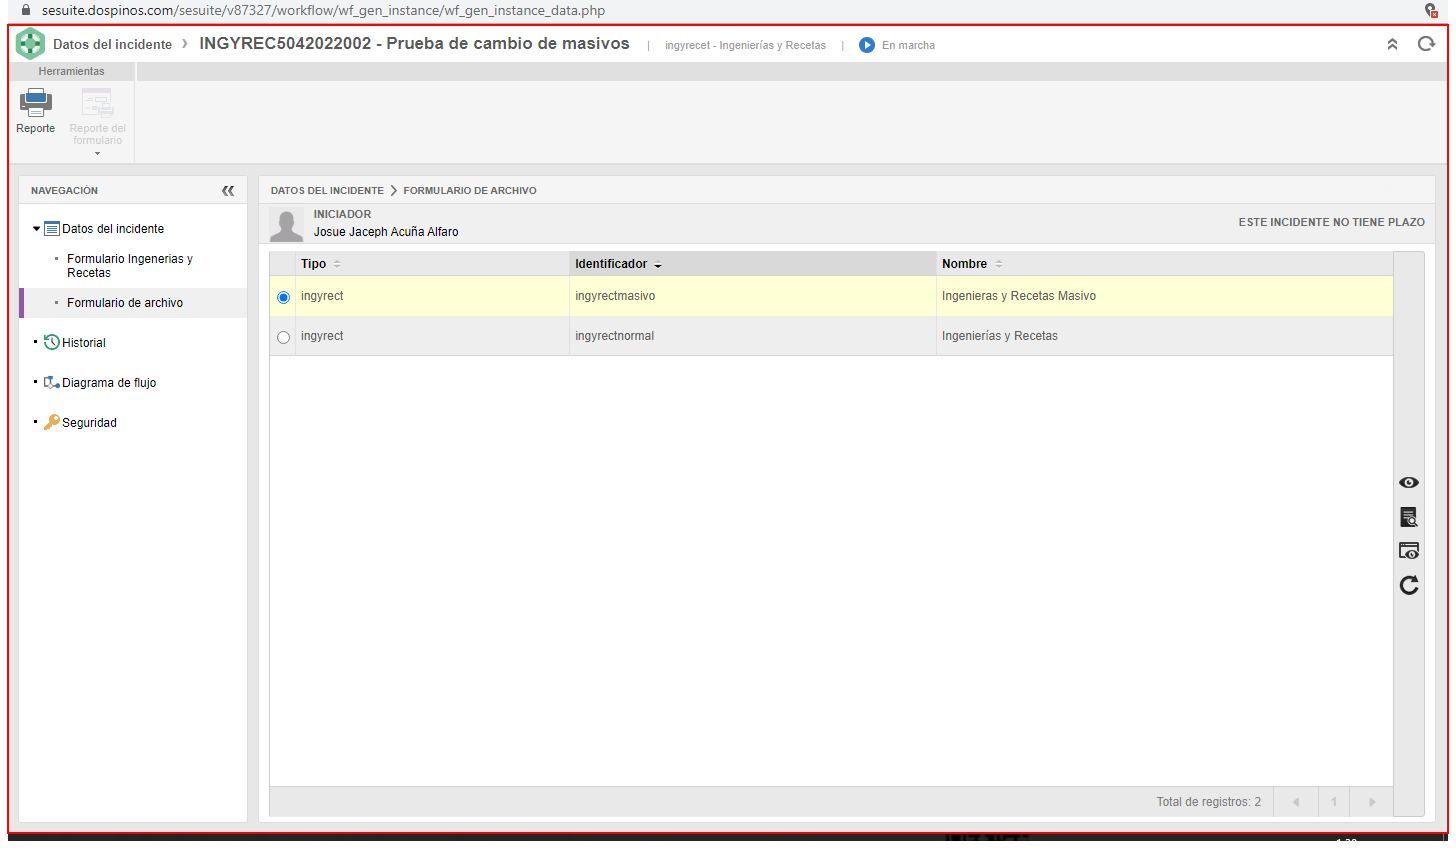 sesuite.dospinos.com/sesuite/v87327/workflow/wf_gen_instance/wf_gen_instance_data.php
Datos del incidente › INGYREC5042022002 - Prueba de cambio de masivos | ingyrecet - Ingenierías y Recetas | En marcha
Herramientas
Reporte
Reporte del
formulario
NAVEGACIÓN
Datos del incidente
Formulario Ingenerias y
Recetas
Formulario de archivo
Historial
Diagrama de flujo
Seguridad
DATOS DEL INCIDENTE > FORMULARIO DE ARCHIVO
INICIADOR
Josue Jaceph Acuña Alfaro
ESTE INCIDENTE NO TIENE PLAZO
Tipo Identificador Nombre
ingyrect ingyrectmasivo Ingenieras y Recetas Masivo
ingyrect ingyrectnormal Ingenierías y Recetas
Total de registros: 2 1